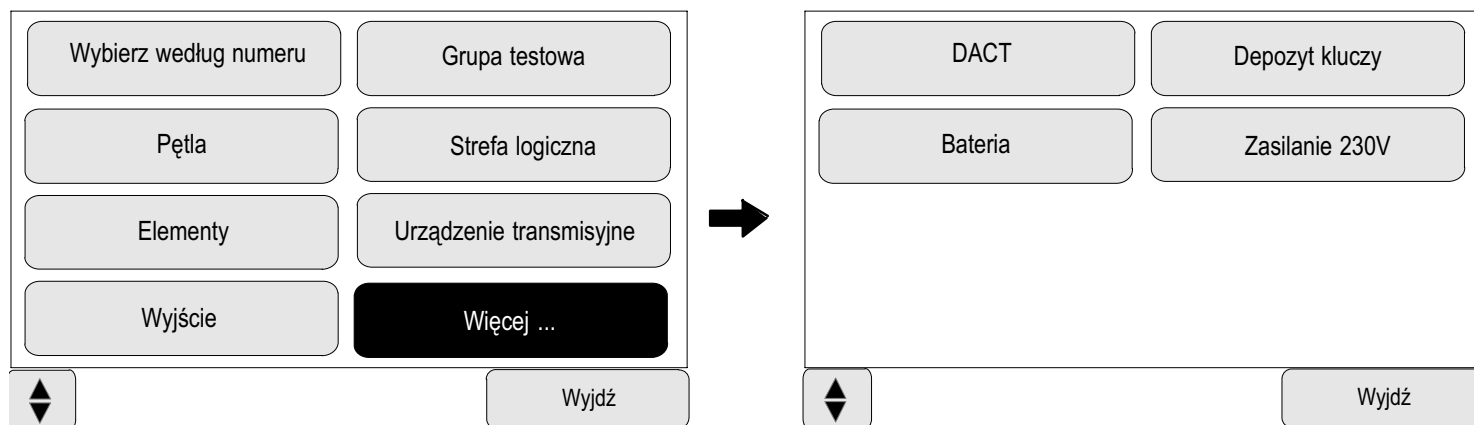 Wybierz według numeru
Grupa testowa
Pętla
Strefa logiczna
Elementy
Urządzenie transmisyjne
Wyjście
Więcej ...
Wyjdź
DACT
Depozyt kluczy
Bateria
Zasilanie 230V
Wyjdź